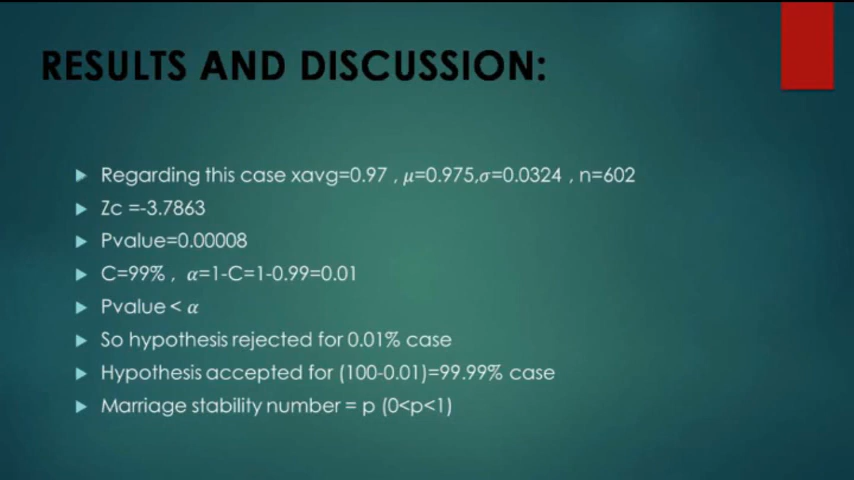 RESULTS AND DISCUSSION:
Regarding this case xavg=0.97 , μ=0.975,σ=0.0324 , n=602
Zc =-3.7863
Pvalue=0.00008
C=99% , α=1-C=1-0.99=0.01
Pvalue < α
So hypothesis rejected for 0.01% case
Hypothesis accepted for (100-0.01)=99.99% case
Marriage stability number = p (0<p<1)